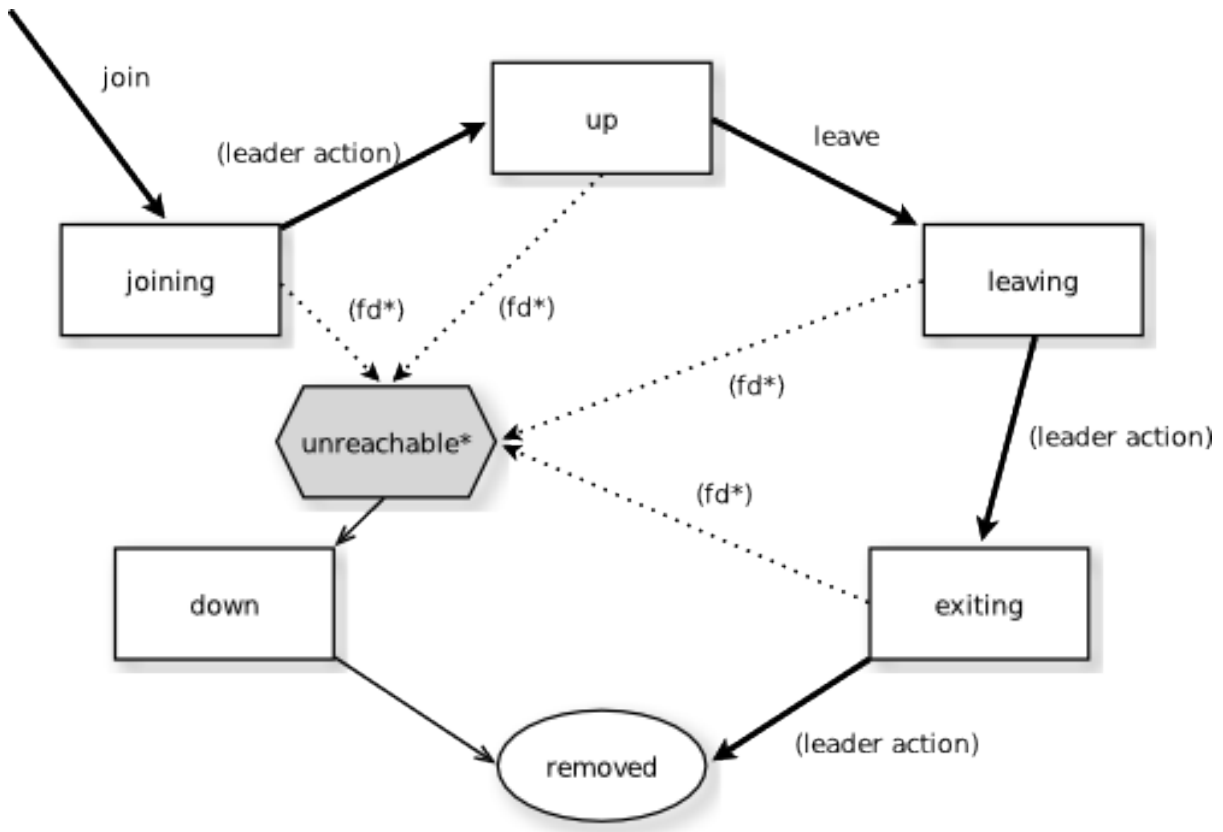 join
up
(leader action)
leave
joining
leaving
(fd*)
(fd*)
(fd*)
unreachable*
(leader action)
(fd*)
down
exiting
(leader action)
removed